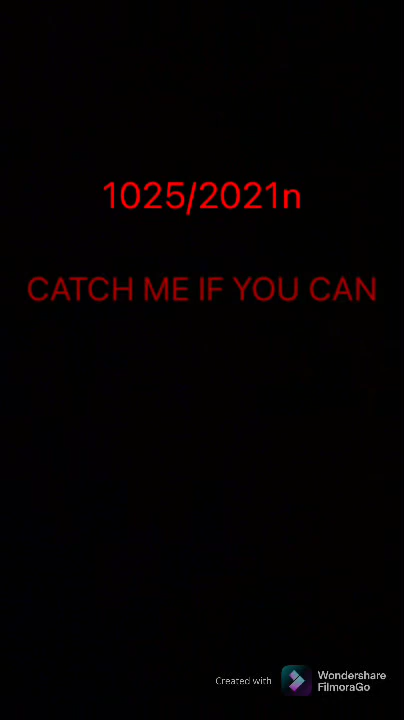 1025/2021n
CATCH ME IF YOU CAN
Created with
Wondershare
FilmoraGo